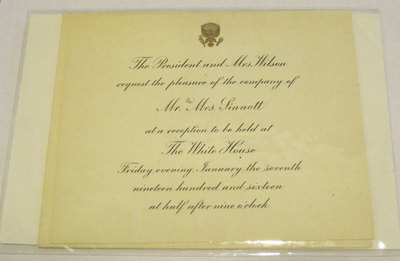 The President and Mrs. Wilson
request the pleasure of the company of
Mr. & Mrs. Sinnott
at a reception to be held at
The White House
Friday evening, January the seventh
nineteen hundred and sixteen
at half after nine o'clock